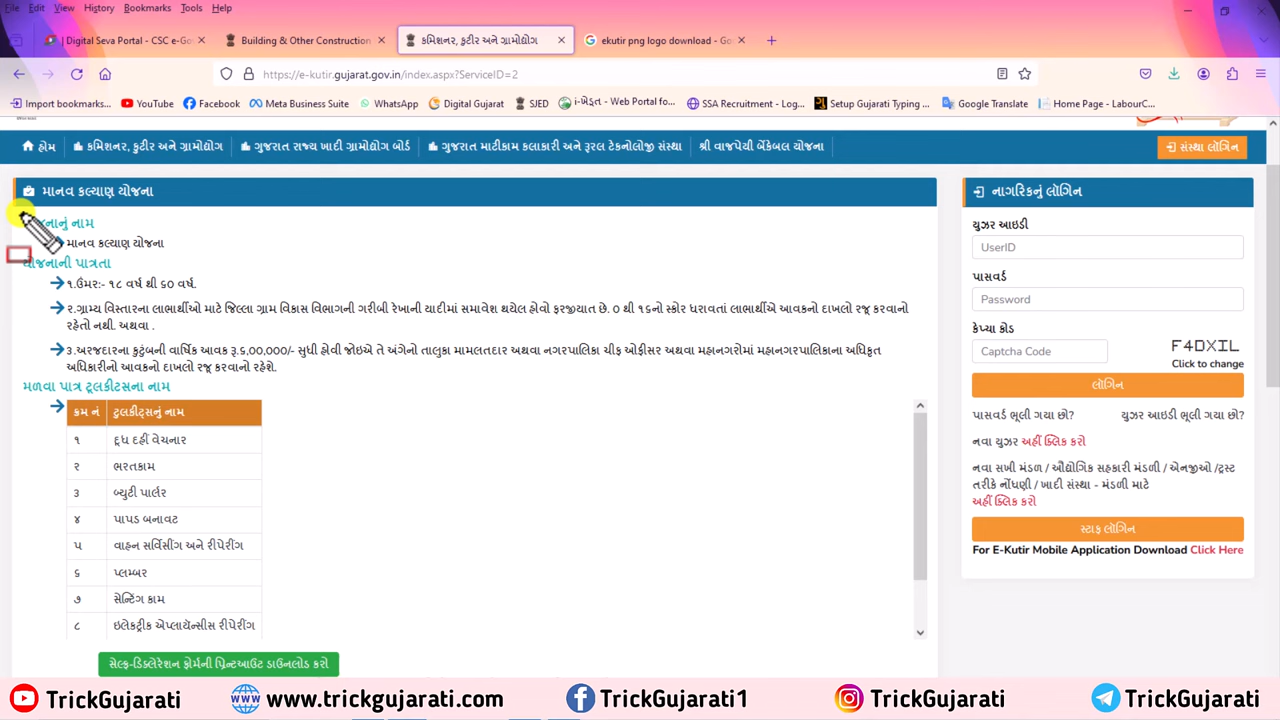 File Edit View History Bookmarks Tools Help
| Digital Seva Portal - CSC e-Go
Building & Other Construction
કમિશનર, કુટીર અને ગ્રામોદ્યોગ
ekutir png logo download - Go
https://e-kutir.gujarat.gov.in/index.aspx?ServiceID=2
Import bookmarks... YouTube Facebook Meta Business Suite WhatsApp Digital Gujarat SJED i-ખેડૂત - Web Portal fo... SSA Recruitment - Log... Setup Gujarati Typing ... Google Translate Home Page - LabourC...
હોમ કમિશનર, કુટીર અને ગ્રામોદ્યોગ ગુજરાત રાજ્ય ખાદી ગ્રામોદ્યોગ બોર્ડ ગુજરાત માટીકામ કલાકારી અને રૂરલ ટેકનોલોજી સંસ્થા શ્રી વાજપેયી બેંકેબલ યોજના સંસ્થા લૉગિન
માનવ કલ્યાણ યોજના
નામ
માનવ કલ્યાણ યોજના
યોજનાની પાત્રતા
૧.ઉંમર:- ૧૮ વર્ષ થી ૬૦ વર્ષ.
૨.ગ્રામ્ય વિસ્તારના લાભાર્થીઓ માટે જિલ્લા ગ્રામ વિકાસ વિભાગની ગરીબી રેખાની યાદીમાં સમાવેશ થયેલ હોવો ફરજીયાત છે. ૦ થી ૧૬નો સ્કોર ધરાવતાં લાભાર્થીએ આવકનો દાખલો રજૂ કરવાનો
રહેતો નથી. અથવા .
૩.અરજદારના કુટુંબની વાર્ષિક આવક રૂ.૬,૦૦,૦૦૦/- સુધી હોવી જોઇએ તે અંગેનો તાલુકા મામલતદાર અથવા નગરપાલિકા ચીફ ઓફીસર અથવા મહાનગરોમાં મહાનગરપાલિકાના અધિકૃત
અધિકારીનો આવકનો દાખલો રજૂ કરવાનો રહેશે.
મળવા પાત્ર ટૂલકીટસના નામ
ક્રમ નં ટુલકીટ્સનું નામ
૧ દૂધ દહીં વેચનાર
૨ ભરતકામ
૩ બ્યુટી પાર્લર
૪ પાપડ બનાવટ
૫ વાહન સર્વિસીંગ અને રીપેરીંગ
૬ પ્લમ્બર
૭ સેન્ટિંગ કામ
૮ ઇલેકટ્રીક એપ્લાયૅન્સીસ રીપેરીંગ
સેલ્ફ-ડિક્લેરેશન ફોર્મની પ્રિન્ટઆઉટ ડાઉનલોડ કરો
નાગરિકનું લૉગિન
યુઝર આઇડી
UserID
પાસવર્ડ
Password
કેપ્ચા કોડ
Captcha Code
F4DXIL
Click to change
લૉગિન
પાસવર્ડ ભૂલી ગયા છો? યુઝર આઇડી ભૂલી ગયા છો?
નવા યુઝર અહીં ક્લિક કરો
નવા સખી મંડળ / ઔદ્યોગિક સહકારી મંડળી / એનજીઓ /ટ્રસ્ટ
તરીકે નોંધણી / ખાદી સંસ્થા - મંડળી માટે
અહીં ક્લિક કરો
સ્ટાફ લૉગિન
For E-Kutir Mobile Application Download Click Here
TrickGujarati www.trickgujarati.com TrickGujarati1 TrickGujarati TrickGujarati